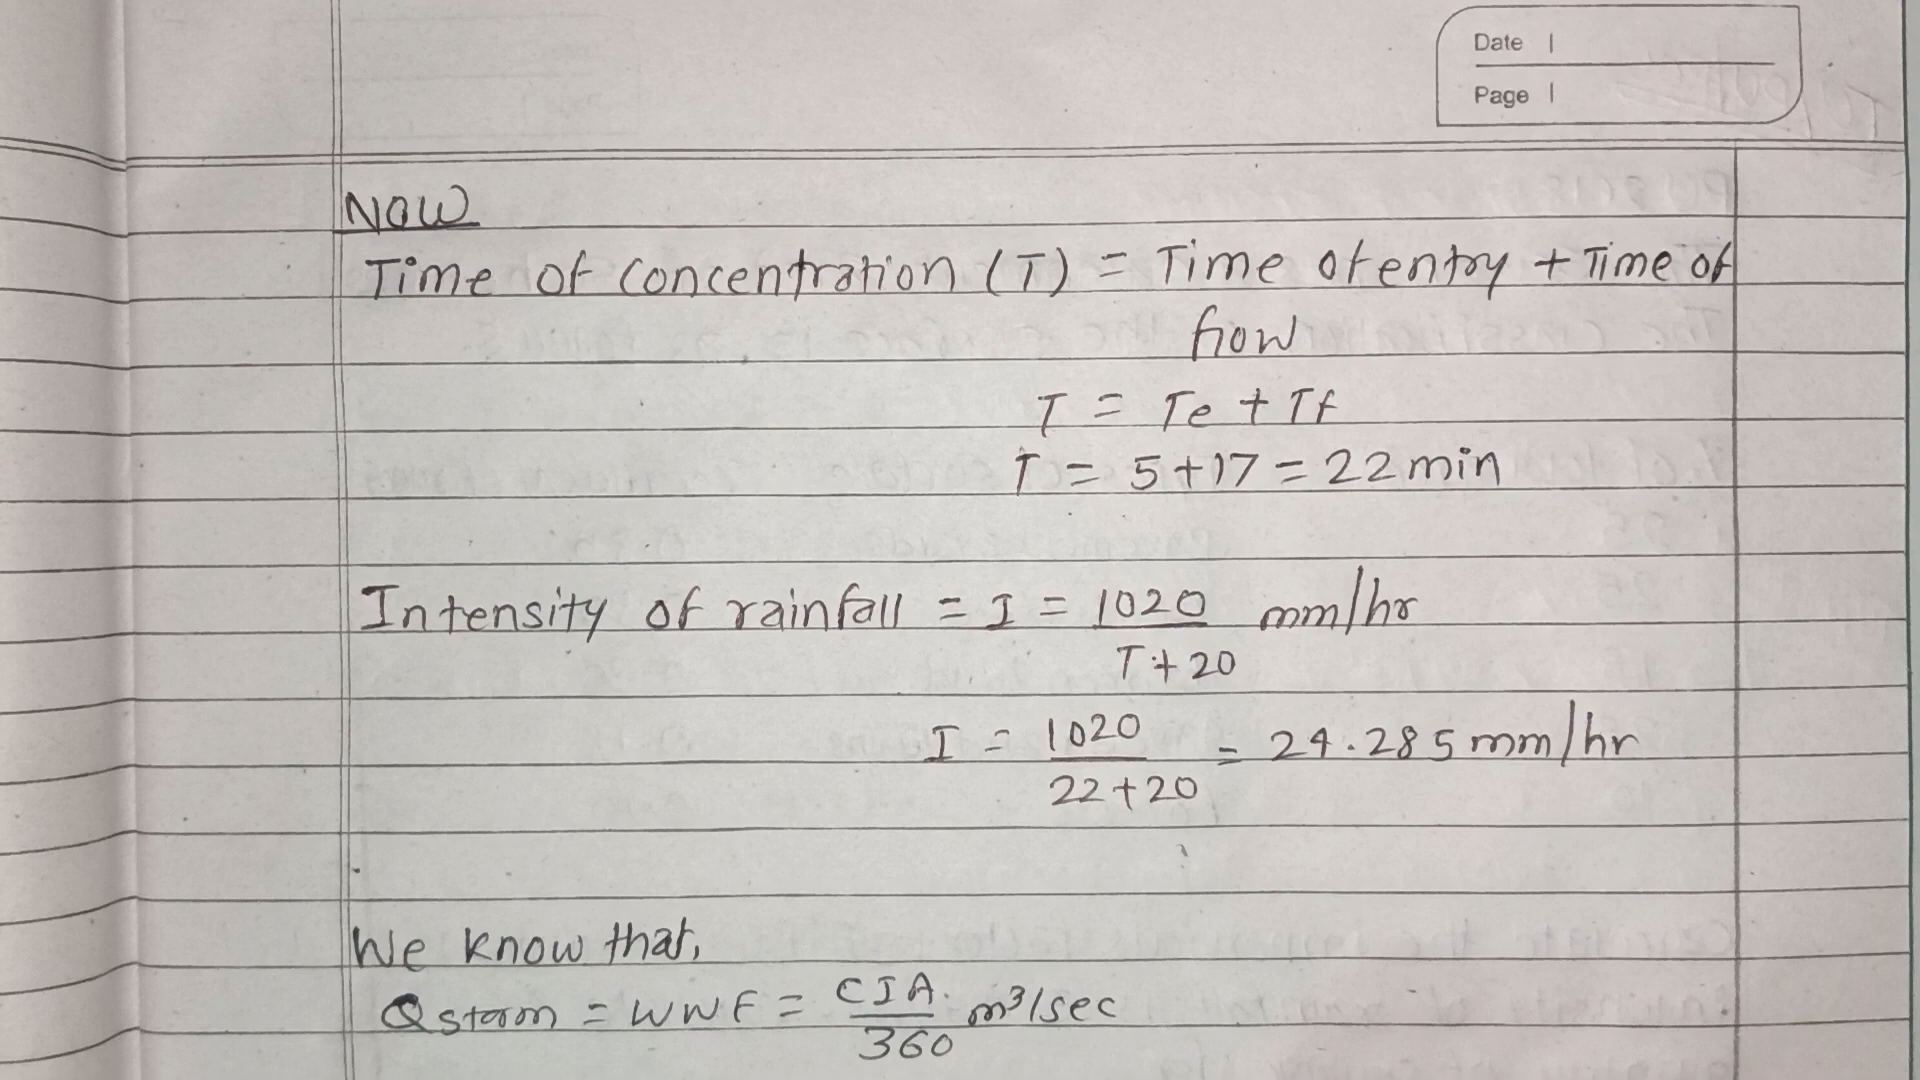 Date
Page
Now
Time of concentration (T) = Time of entry + Time of
flow
T = Te + Tf
T = 5+17 = 22 min
Intensity of rainfall = I = 1020 mm/hr
T+20
I = 1020 = 24.285 mm/hr
22+20
We know that,
Qstorm = WWF = CIA m³/sec
360